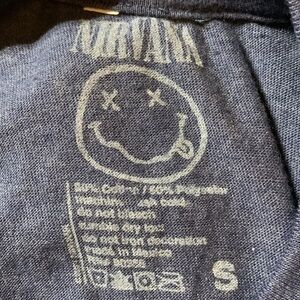 NIRVANA
50% Cotton / 50% Polyester
machine wash cold
do not bleach
tumble dry low
do not iron decoration
Made in Mexico
S